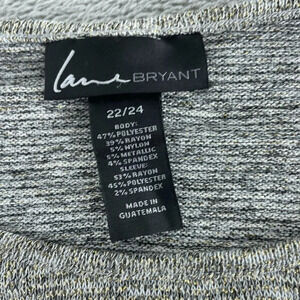 Lane BRYANT
22/24
BODY:
47% POLYESTER
39% RAYON
5% NYLON
5% METALLIC
4% SPANDEX
SLEEVE:
53% RAYON
45% POLYESTER
2% SPANDEX
MADE IN
GUATEMALA